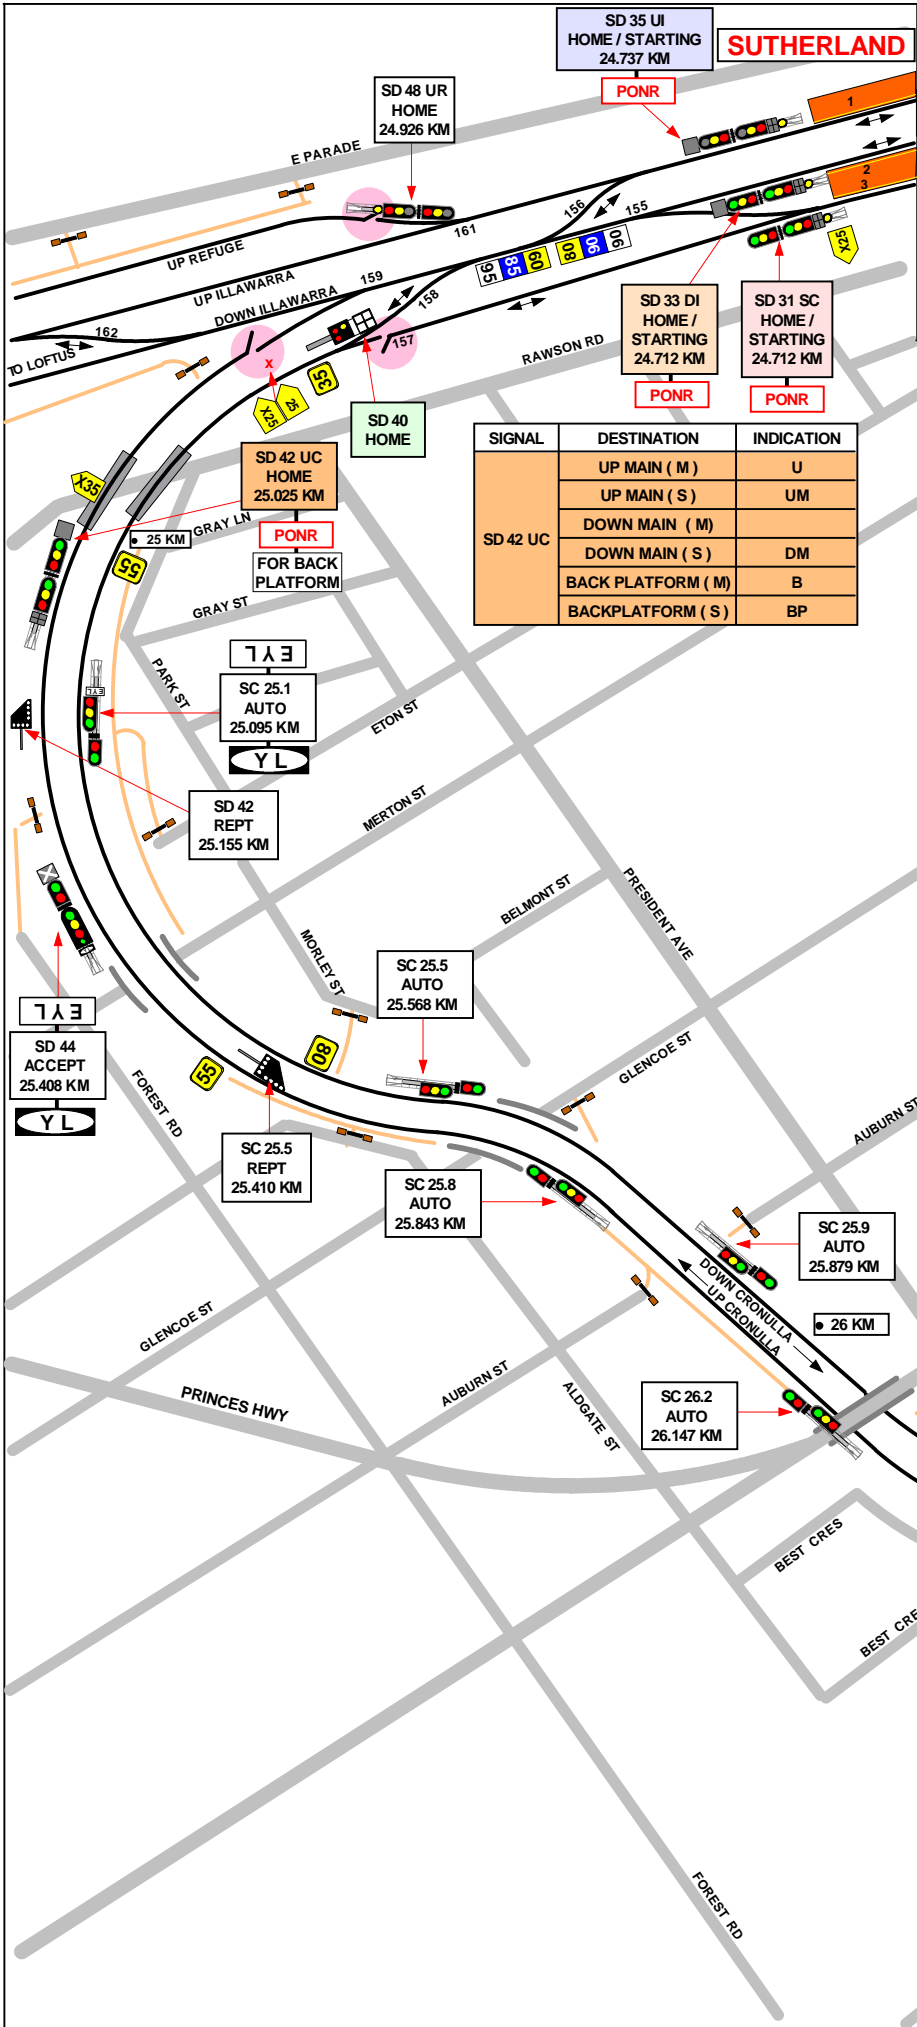 SD 35 UI
HOME / STARTING
24.737 KM
PONR
SUTHERLAND
SD 48 UR
HOME
24.926 KM
E PARADE
1
2
3
156
155
161
X25
UP REFUGE
UP ILLAWARRA
DOWN ILLAWARRA
159
158
95
85
60
80
90
90
162
TO LOFTUS
157
RAWSON RD
SD 33 DI
HOME /
STARTING
24.712 KM
PONR
SD 31 SC
HOME /
STARTING
24.712 KM
PONR
x
X25
25
35
SD 40
HOME
SIGNAL DESTINATION INDICATION
SD 42 UC
UP MAIN ( M ) U
UP MAIN ( S ) UM
DOWN MAIN ( M)
DOWN MAIN ( S ) DM
BACK PLATFORM ( M) B
BACKPLATFORM ( S ) BP
SD 42 UC
HOME
25.025 KM
PONR
FOR BACK
PLATFORM
X35
25 KM
GRAY LN
55
GRAY ST
PARK ST
EYL
SC 25.1
AUTO
25.095 KM
Y L
EYL
ETON ST
SD 42
REPT
25.155 KM
MERTON ST
BELMONT ST
PRESIDENT AVE
MORLEY ST
SC 25.5
AUTO
25.568 KM
EYL
SD 44
ACCEPT
25.408 KM
Y L
55
80
GLENCOE ST
FOREST RD
AUBURN ST
SC 25.5
REPT
25.410 KM
SC 25.8
AUTO
25.843 KM
SC 25.9
AUTO
25.879 KM
DOWN CRONULLA
UP CRONULLA
26 KM
GLENCOE ST
PRINCES HWY
AUBURN ST
ALDGATE ST
SC 26.2
AUTO
26.147 KM
BEST CRES
BEST CRE
FOREST RD